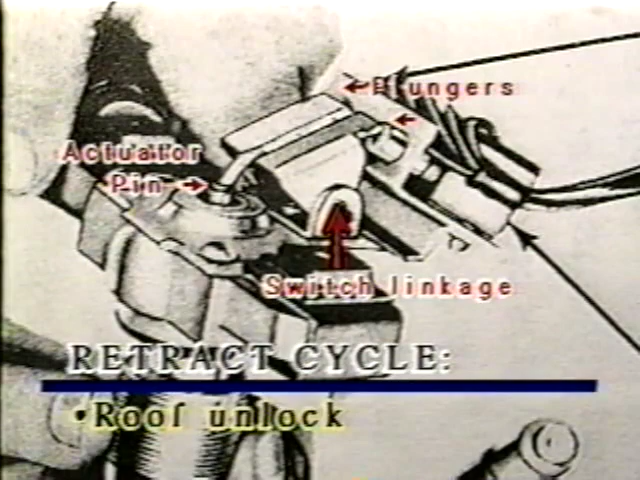 Plungers
Actuator
Pin
Switch linkage
RETRACT CYCLE:
•Roof unlock